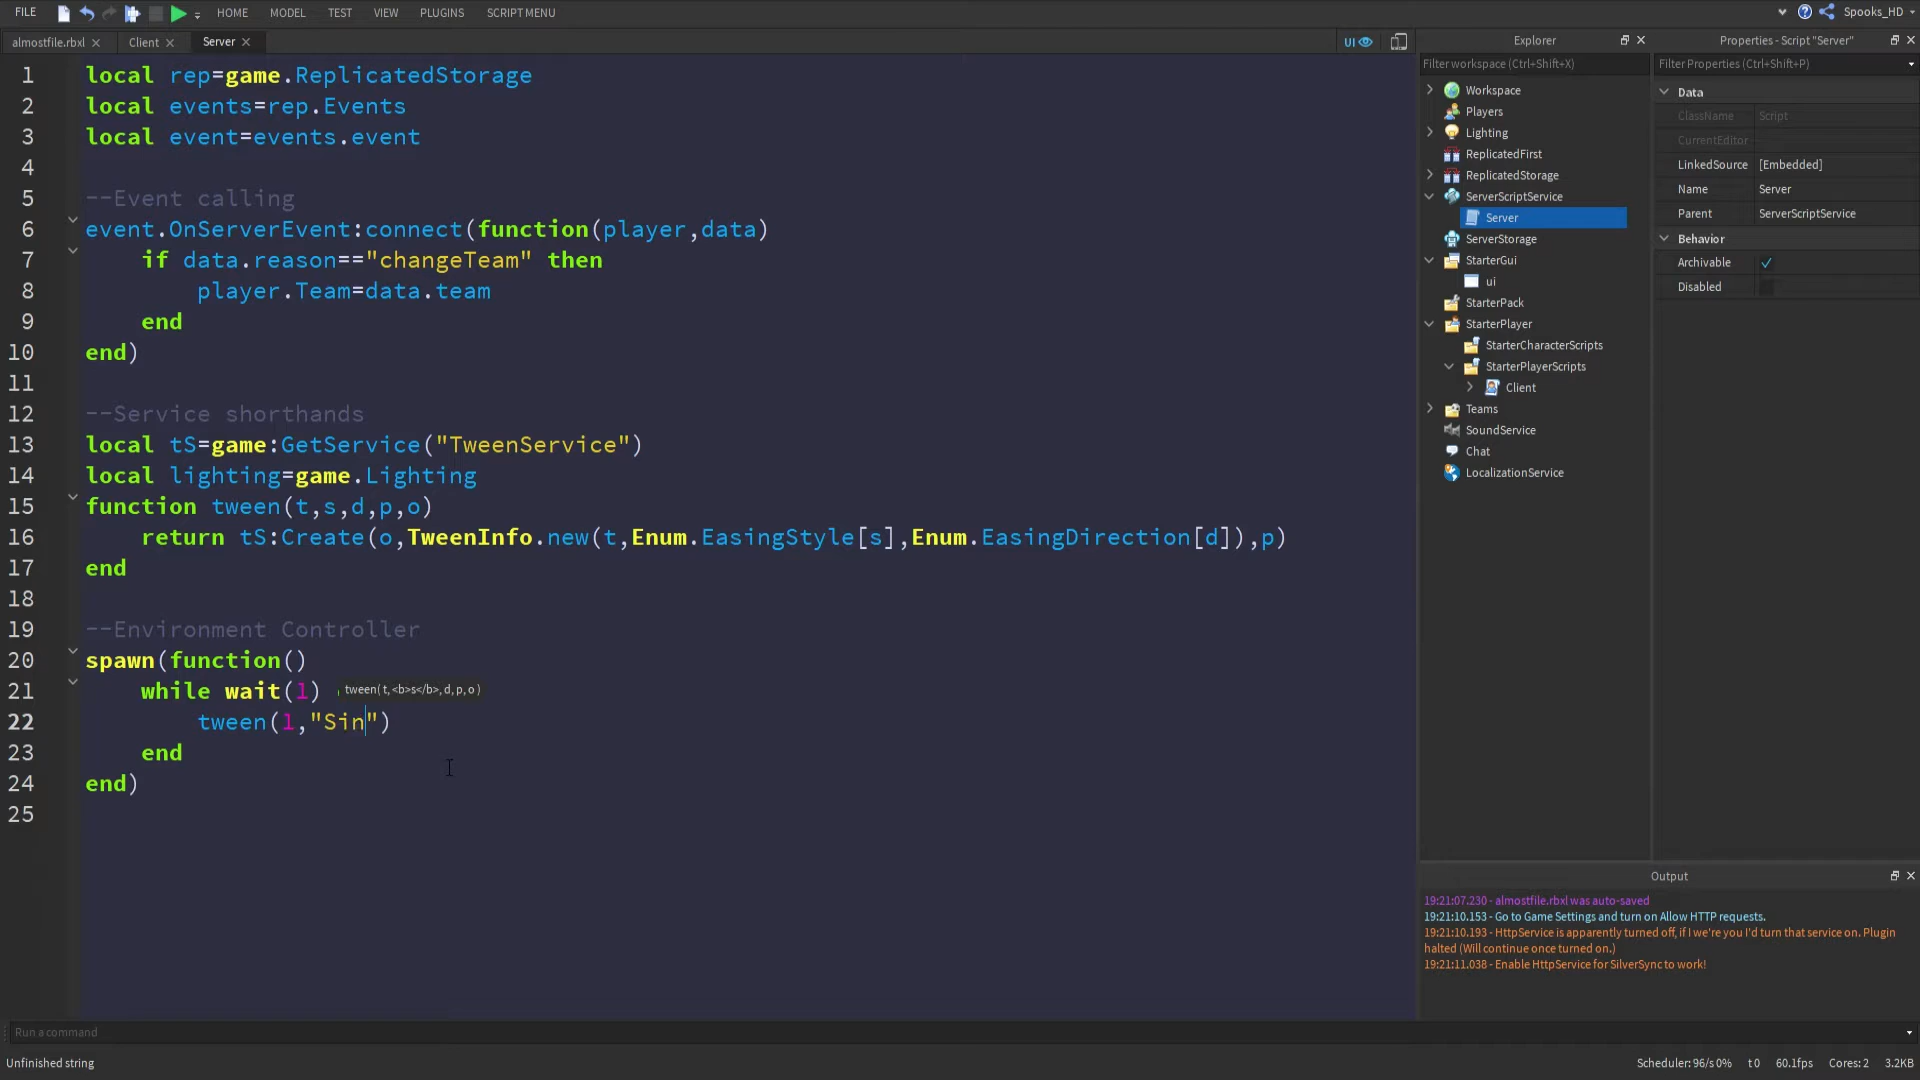 FILE HOME MODEL TEST VIEW PLUGINS SCRIPT MENU Spooks_HD
almostfile.rbxl Client Server UI
1 local rep=game.ReplicatedStorage
2 local events=rep.Events
3 local event=events.event
4
5 --Event calling
6 event.OnServerEvent:connect(function(player,data)
7 if data.reason=="changeTeam" then
8 player.Team=data.team
9 end
10 end)
11
12 --Service shorthands
13 local tS=game:GetService("TweenService")
14 local lighting=game.Lighting
15 function tween(t,s,d,p,o)
16 return tS:Create(o,TweenInfo.new(t,Enum.EasingStyle[s],Enum.EasingDirection[d]),p)
17 end
18
19 --Environment Controller
20 spawn(function()
21 while wait(1)
tween(t,<b>s</b>,d,p,o)
22 tween(1,"Sin")
23 end
24 end)
25
Explorer
Filter workspace (Ctrl+Shift+X)
Workspace
Players
Lighting
ReplicatedFirst
ReplicatedStorage
ServerScriptService
Server
ServerStorage
StarterGui
ui
StarterPack
StarterPlayer
StarterCharacterScripts
StarterPlayerScripts
Client
Teams
SoundService
Chat
LocalizationService
Properties - Script "Server"
Filter Properties (Ctrl+Shift+P)
Data
ClassName Script
CurrentEditor
LinkedSource [Embedded]
Name Server
Parent ServerScriptService
Behavior
Archivable
Disabled
Output
19:21:07.230 - almostfile.rbxl was auto-saved
19:21:10.153 - Go to Game Settings and turn on Allow HTTP requests.
19:21:10.193 - HttpService is apparently turned off, if I we're you I'd turn that service on. Plugin
halted (Will continue once turned on.)
19:21:11.038 - Enable HttpService for SilverSync to work!
Run a command
Unfinished string Scheduler: 96/s 0% t 0 60.1fps Cores: 2 3.2KB